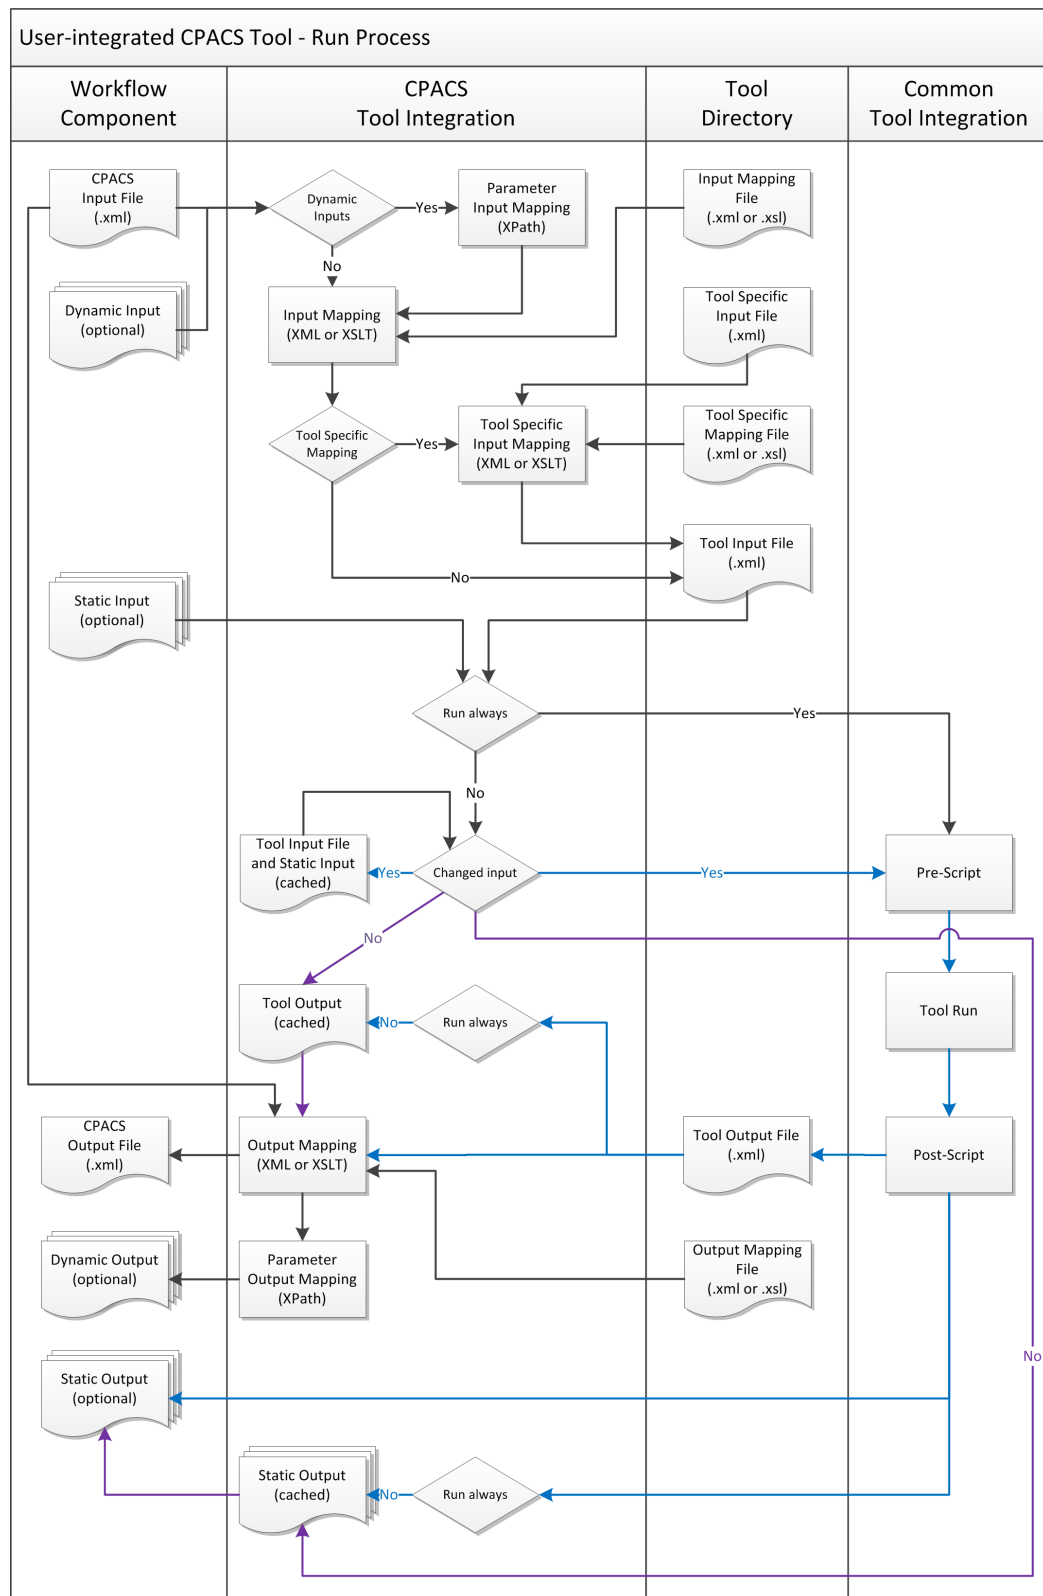 User-integrated CPACS Tool - Run Process
Workflow
Component
CPACS
Tool Integration
Tool
Directory
Common
Tool Integration
CPACS
Input File
(.xml)
Dynamic
Inputs
Yes
Parameter
Input Mapping
(XPath)
Input Mapping
File
(.xml or .xsl)
No
Dynamic Input
(optional)
Input Mapping
(XML or XSLT)
Tool Specific
Input File
(.xml)
Tool Specific
Mapping
Yes
Tool Specific
Input Mapping
(XML or XSLT)
Tool Specific
Mapping File
(.xml or .xsl)
Tool Input File
(.xml)
No
Static Input
(optional)
Run always
Yes
No
Tool Input File
and Static Input
(cached)
Yes
Changed input
Yes
Pre-Script
No
Tool Output
(cached)
No
Run always
Tool Run
CPACS
Output File
(.xml)
Output Mapping
(XML or XSLT)
Tool Output File
(.xml)
Post-Script
Dynamic Output
(optional)
Parameter
Output Mapping
(XPath)
Output Mapping
File
(.xml or .xsl)
No
Static Output
(optional)
Static Output
(cached)
No
Run always